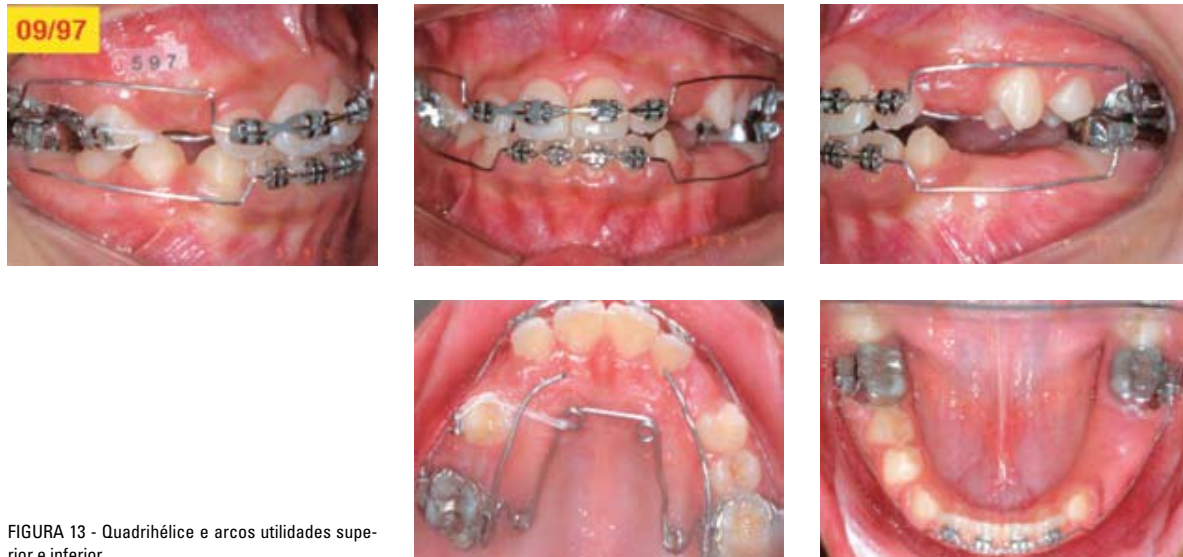 09/97
597
FIGURA 13 - Quadrihélice e arcos utilidades supe-
rior e inferior.